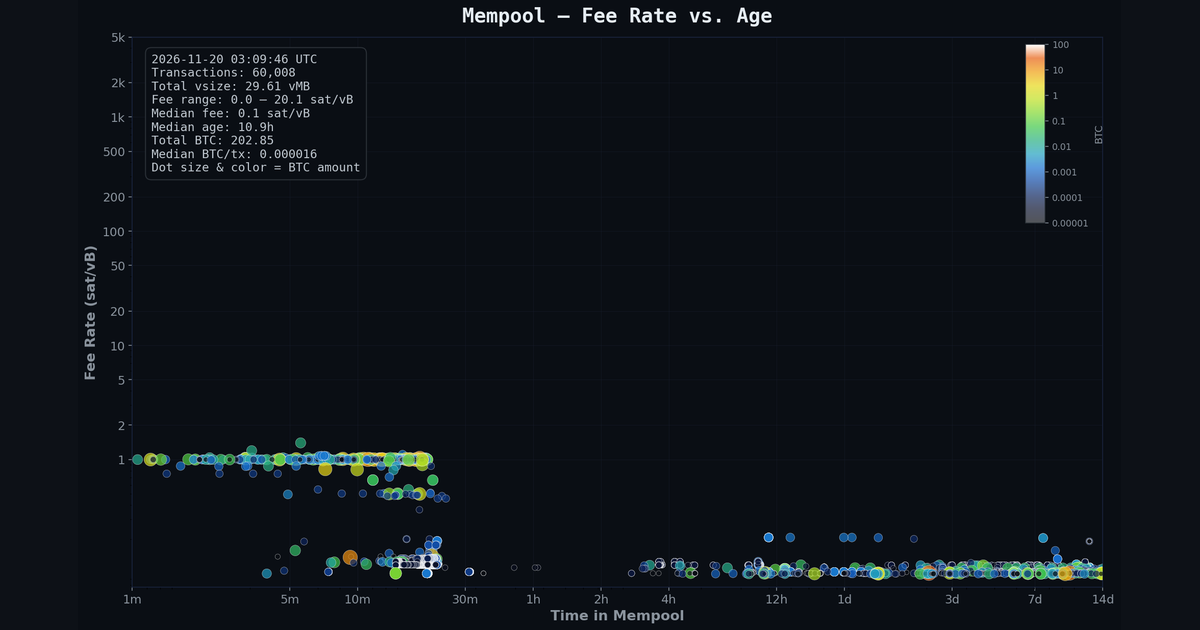 Mempool — Fee Rate vs. Age
2026-11-20 03:09:46 UTC
Transactions: 60,008
Total vsize: 29.61 vMB
Fee range: 0.0 — 20.1 sat/vB
Median fee: 0.1 sat/vB
Median age: 10.9h
Total BTC: 202.85
Median BTC/tx: 0.000016
Dot size & color = BTC amount
5k
2k
1k
500
200
100
50
20
10
5
2
1
Fee Rate (sat/vB)
100
10
1
0.1
0.01
0.001
0.0001
0.00001
BTC
1m 5m 10m 30m 1h 2h 4h 12h 1d 3d 7d 14d
Time in Mempool